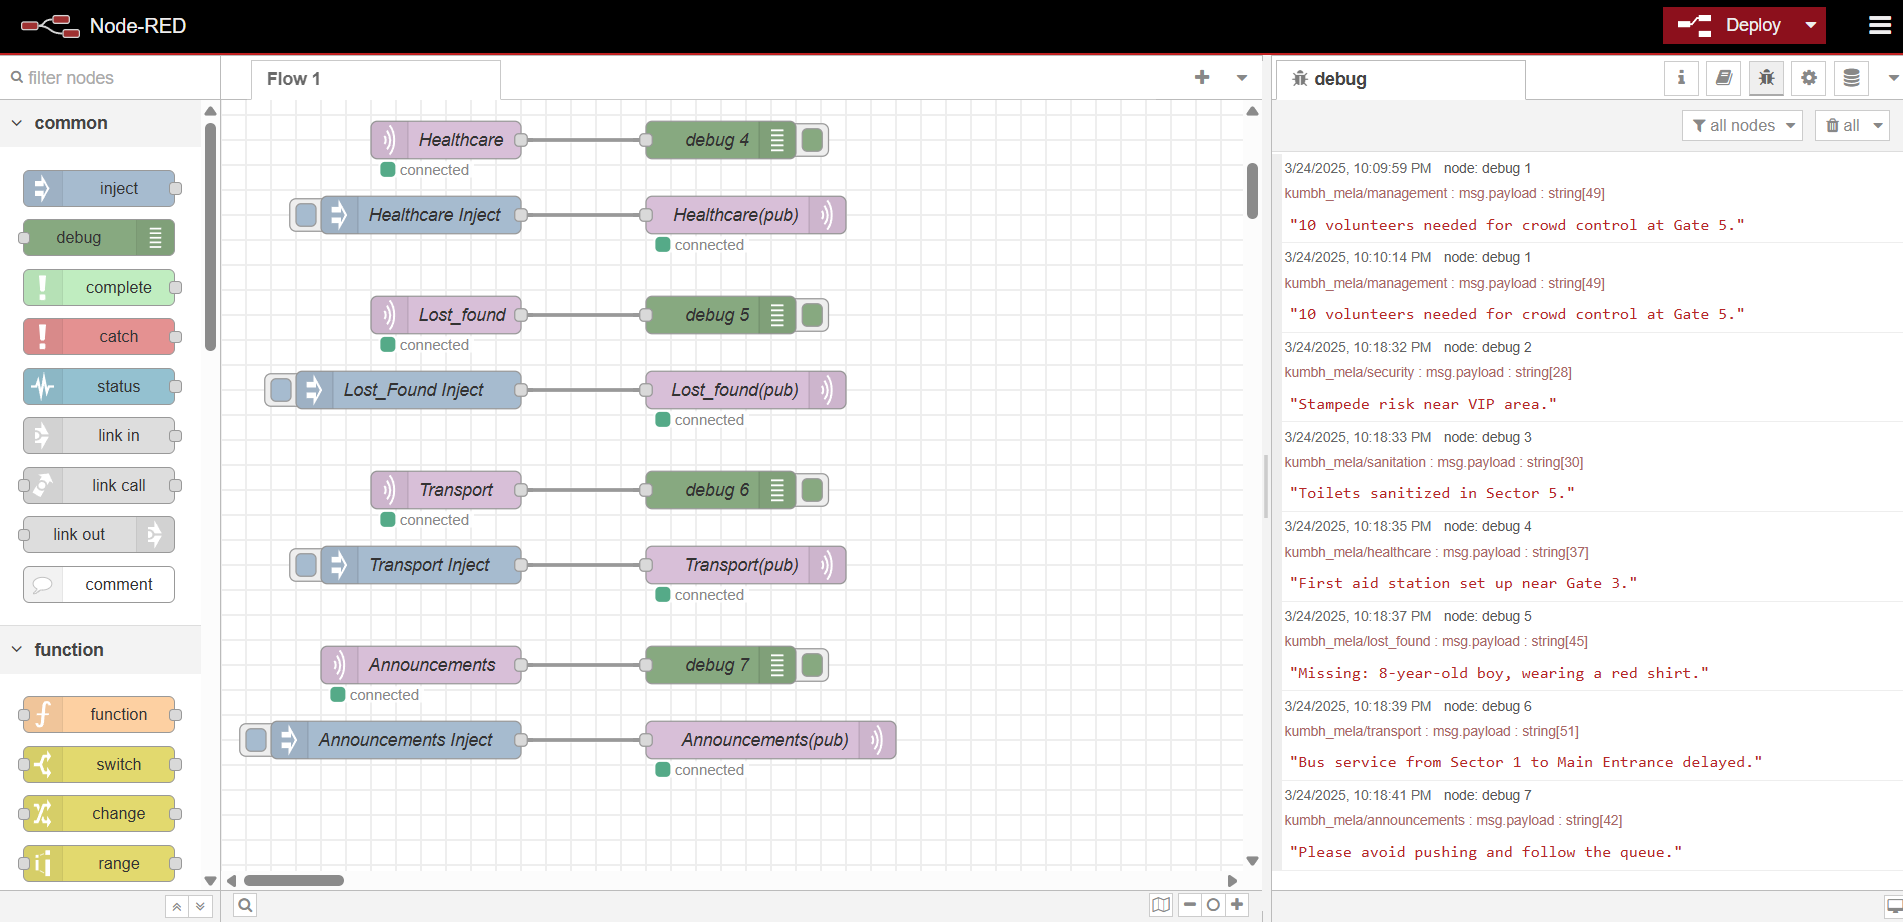 Node-RED
Deploy
filter nodes
Flow 1
debug
i
all nodes
all
common
inject
debug
complete
catch
status
link in
link call
link out
comment
function
function
switch
change
range
Healthcare
connected
debug 4
Healthcare Inject
Healthcare(pub)
connected
Lost_found
connected
debug 5
Lost_Found Inject
Lost_found(pub)
connected
Transport
connected
debug 6
Transport Inject
Transport(pub)
connected
Announcements
connected
debug 7
Announcements Inject
Announcements(pub)
connected
3/24/2025, 10:09:59 PM node: debug 1
kumbh_mela/management : msg.payload : string[49]
"10 volunteers needed for crowd control at Gate 5."
3/24/2025, 10:10:14 PM node: debug 1
kumbh_mela/management : msg.payload : string[49]
"10 volunteers needed for crowd control at Gate 5."
3/24/2025, 10:18:32 PM node: debug 2
kumbh_mela/security : msg.payload : string[28]
"Stampede risk near VIP area."
3/24/2025, 10:18:33 PM node: debug 3
kumbh_mela/sanitation : msg.payload : string[30]
"Toilets sanitized in Sector 5."
3/24/2025, 10:18:35 PM node: debug 4
kumbh_mela/healthcare : msg.payload : string[37]
"First aid station set up near Gate 3."
3/24/2025, 10:18:37 PM node: debug 5
kumbh_mela/lost_found : msg.payload : string[45]
"Missing: 8-year-old boy, wearing a red shirt."
3/24/2025, 10:18:39 PM node: debug 6
kumbh_mela/transport : msg.payload : string[51]
"Bus service from Sector 1 to Main Entrance delayed."
3/24/2025, 10:18:41 PM node: debug 7
kumbh_mela/announcements : msg.payload : string[42]
"Please avoid pushing and follow the queue."